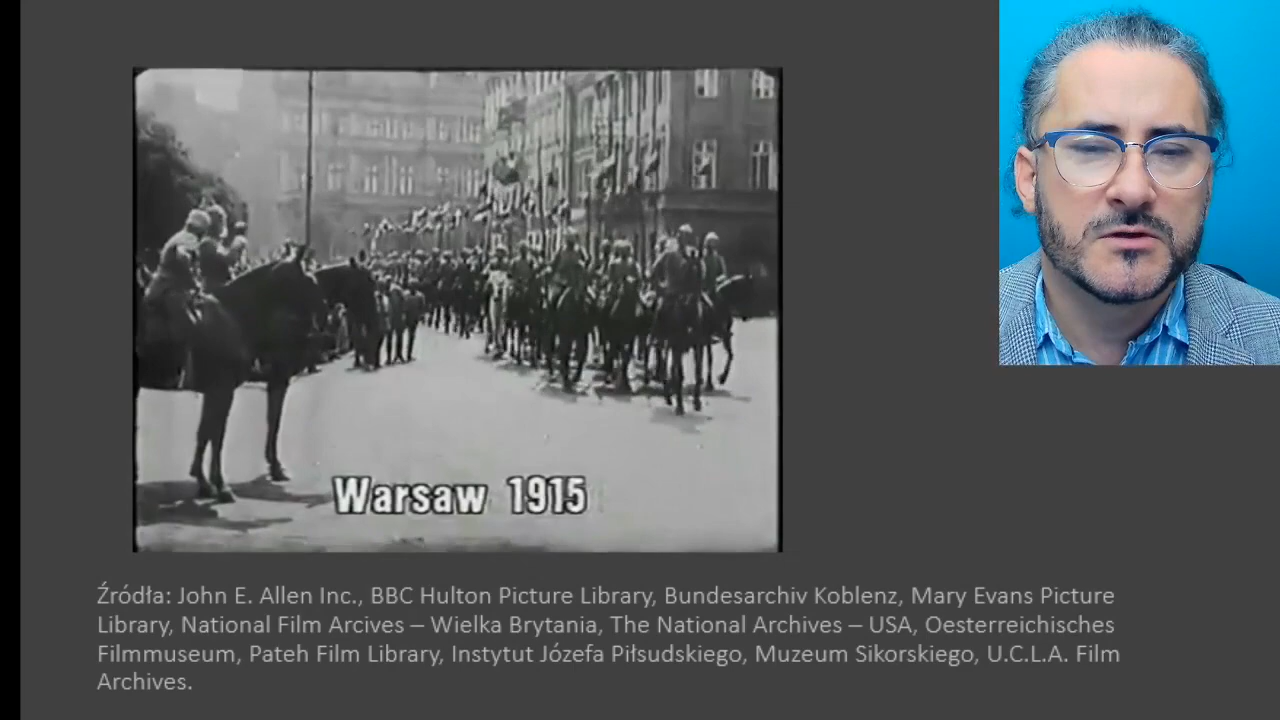 Warsaw 1915
Źródła: John E. Allen Inc., BBC Hulton Picture Library, Bundesarchiv Koblenz, Mary Evans Picture
Library, National Film Arcives – Wielka Brytania, The National Archives – USA, Oesterreichisches
Filmmuseum, Pateh Film Library, Instytut Józefa Piłsudskiego, Muzeum Sikorskiego, U.C.L.A. Film
Archives.